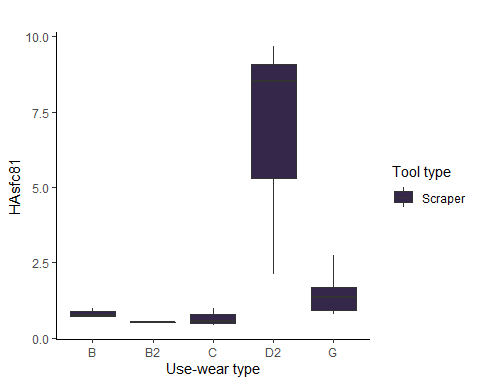 10.0
7.5
5.0
2.5
0.0
HAsfc81
B B2 C D2 G
Use-wear type
Tool type
Scraper